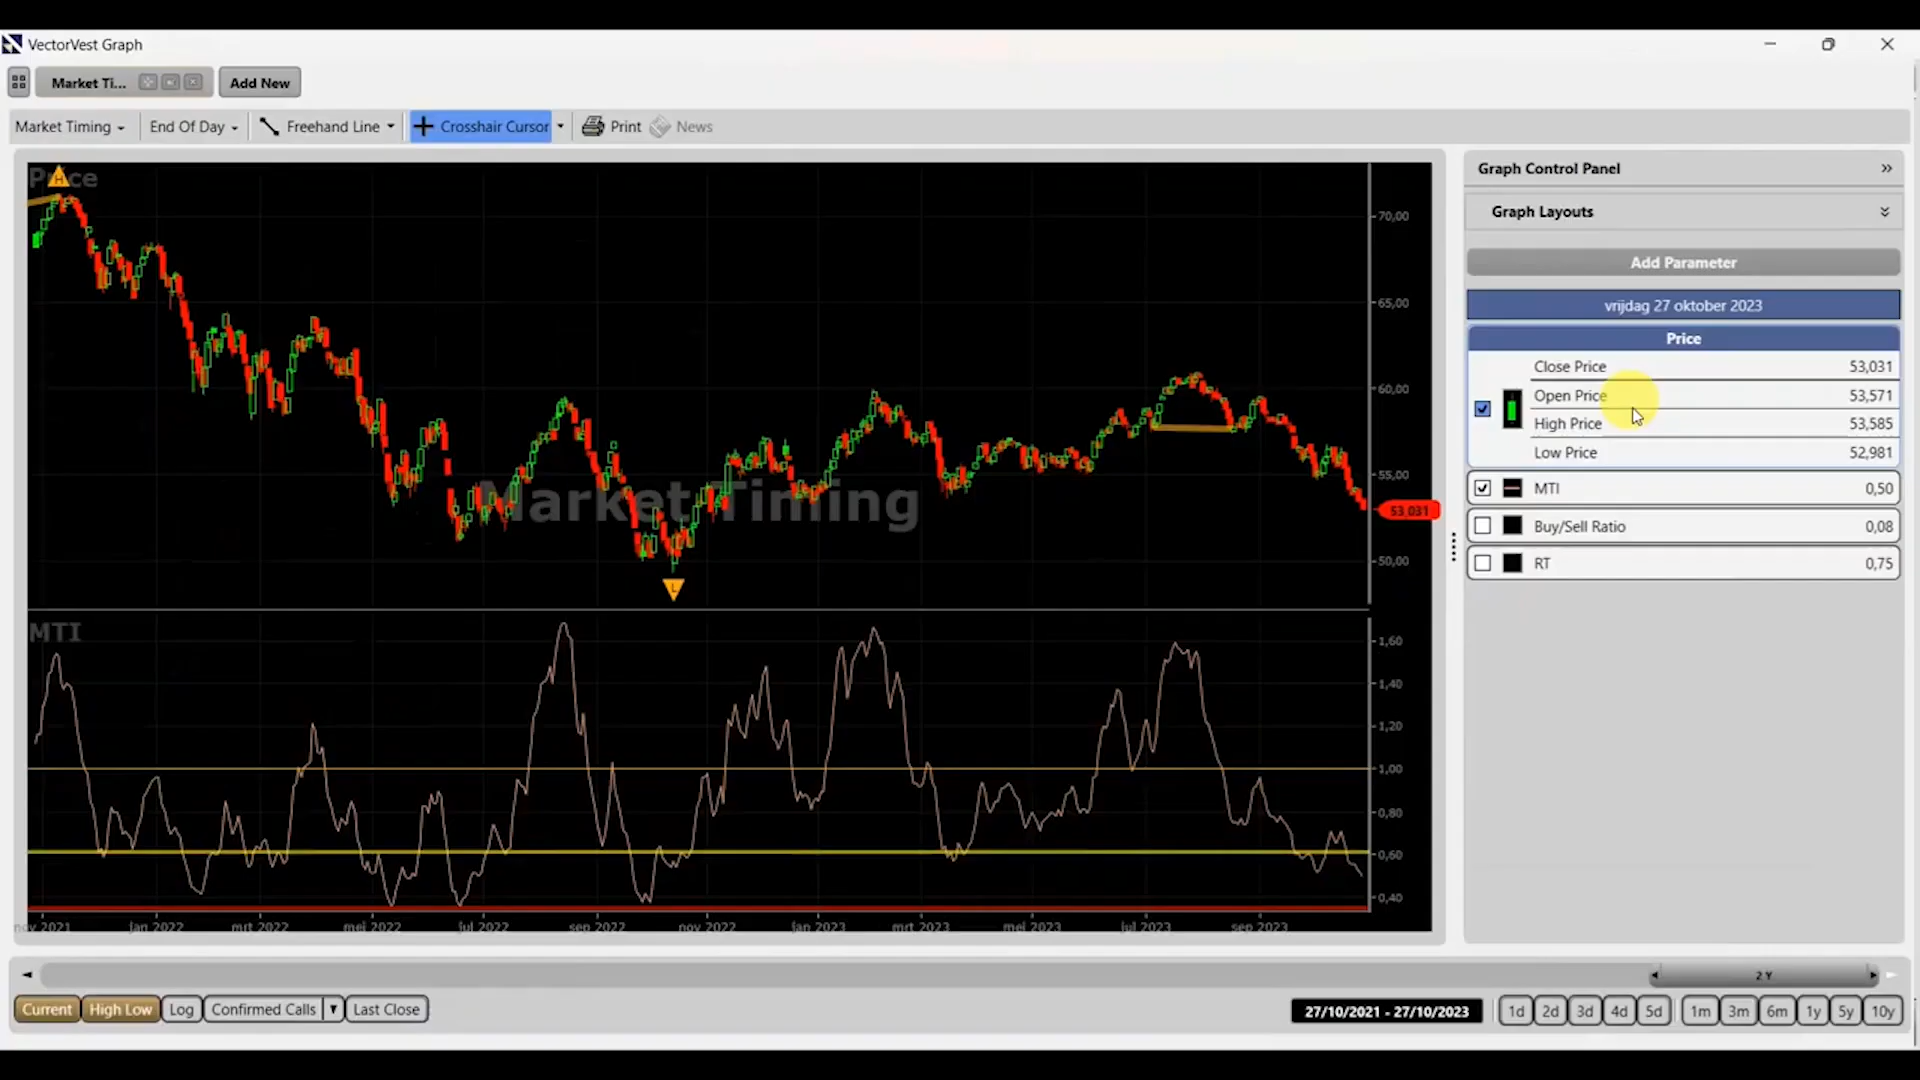 VectorVest Graph
Market Ti...
Add New
Market Timing
End Of Day
Freehand Line
Crosshair Cursor
Print
News
Price
H
70,00
65,00
60,00
55,00
53,031
50,00
Market Timing
L
MTI
1,60
1,40
1,20
1,00
0,80
0,60
0,40
nov 2021
jan 2022
mrt 2022
mei 2022
jul 2022
sep 2022
nov 2022
jan 2023
mrt 2023
mei 2023
jul 2023
sep 2023
Graph Control Panel
Graph Layouts
Add Parameter
vrijdag 27 oktober 2023
Price
Close Price 53,031
Open Price 53,571
High Price 53,585
Low Price 52,981
MTI 0,50
Buy/Sell Ratio 0,08
RT 0,75
2 Y
Current
High Low
Log
Confirmed Calls
Last Close
27/10/2021 - 27/10/2023
1d
2d
3d
4d
5d
1m
3m
6m
1y
5y
10y